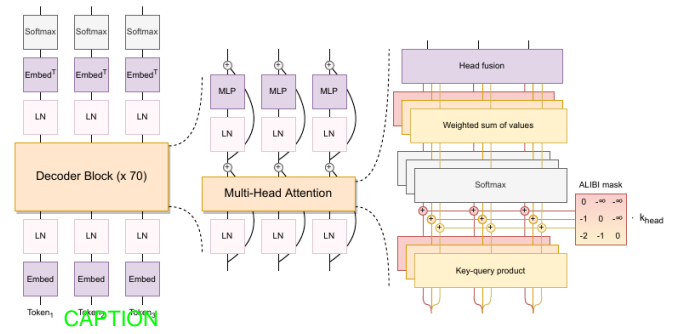 Softmax Softmax Softmax
Embed^T Embed^T Embed^T
LN LN LN
Decoder Block (x 70)
LN LN LN
Embed Embed Embed
Token₁
CAPTION
MLP MLP MLP
LN LN LN
Multi-Head Attention
LN LN LN
Head fusion
Weighted sum of values
Softmax
Key-query product
ALIBI mask
0 -∞ -∞
-1 0 -∞
-2 -1 0
· k_head